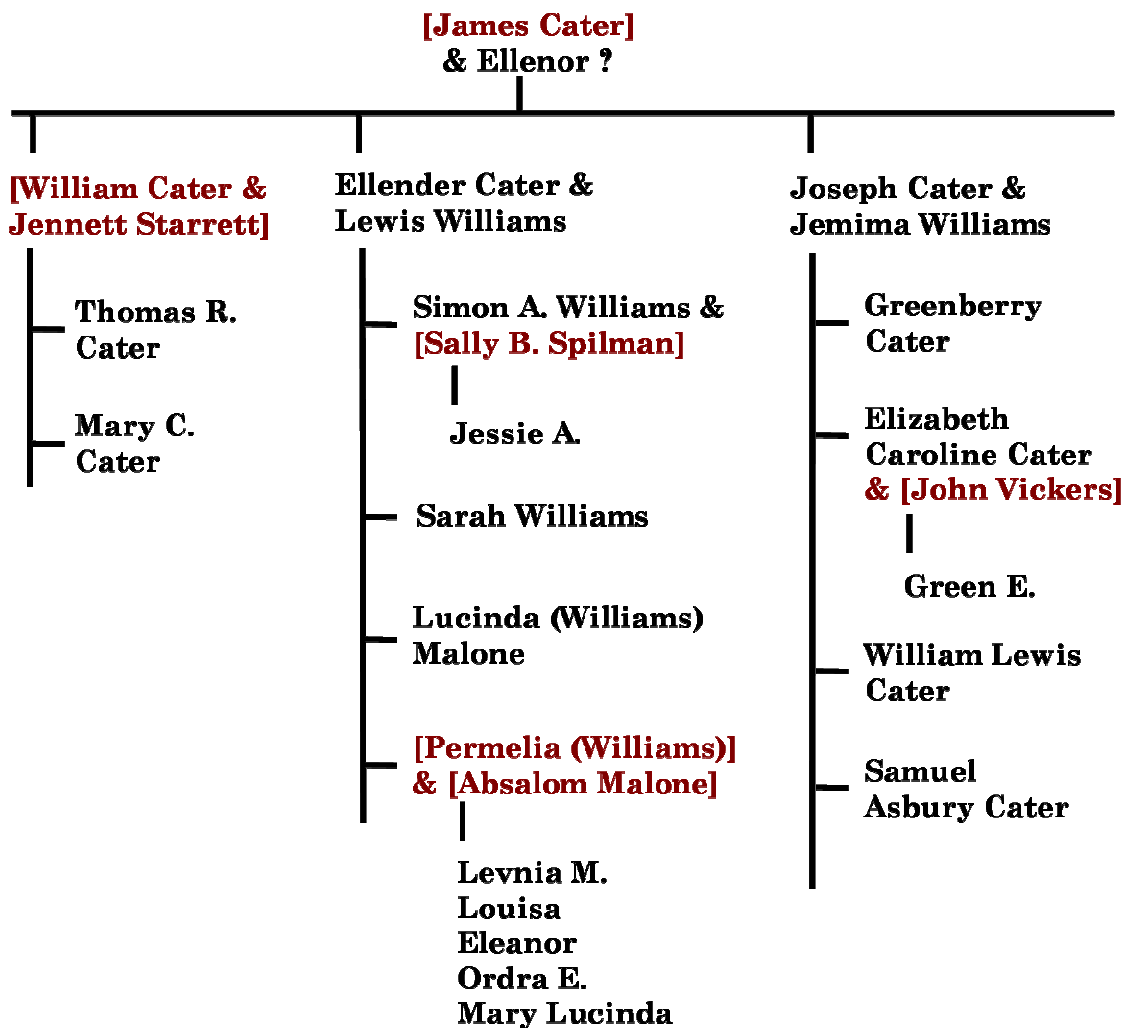 [James Cater]
& Ellenor ?
[William Cater &
Jennett Starrett]
Thomas R.
Cater
Mary C.
Cater
Ellender Cater &
Lewis Williams
Simon A. Williams &
[Sally B. Spilman]
Jessie A.
Sarah Williams
Lucinda (Williams)
Malone
[Permelia (Williams)]
& [Absalom Malone]
Levnia M.
Louisa
Eleanor
Ordra E.
Mary Lucinda
Joseph Cater &
Jemima Williams
Greenberry
Cater
Elizabeth
Caroline Cater
& [John Vickers]
Green E.
William Lewis
Cater
Samuel
Asbury Cater